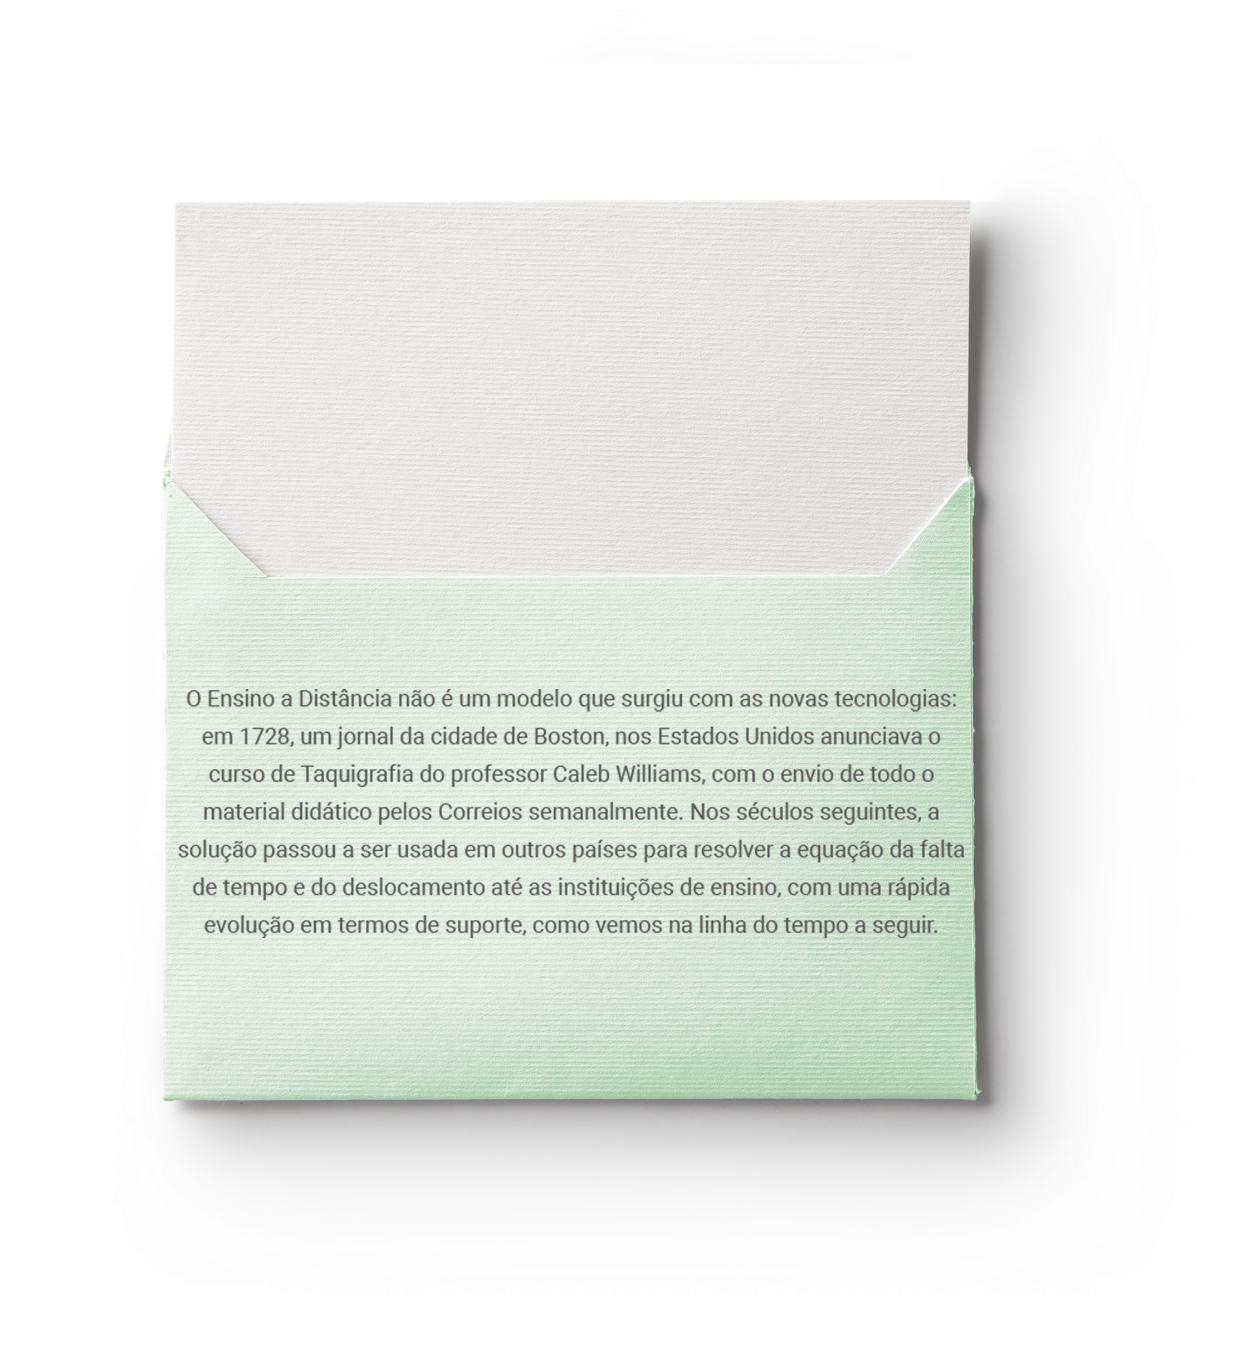 O Ensino a Distância não é um modelo que surgiu com as novas tecnologias:
em 1728, um jornal da cidade de Boston, nos Estados Unidos anunciava o
curso de Taquigrafia do professor Caleb Williams, com o envio de todo o
material didático pelos Correios semanalmente. Nos séculos seguintes, a
solução passou a ser usada em outros países para resolver a equação da falta
de tempo e do deslocamento até as instituições de ensino, com uma rápida
evolução em termos de suporte, como vemos na linha do tempo a seguir.